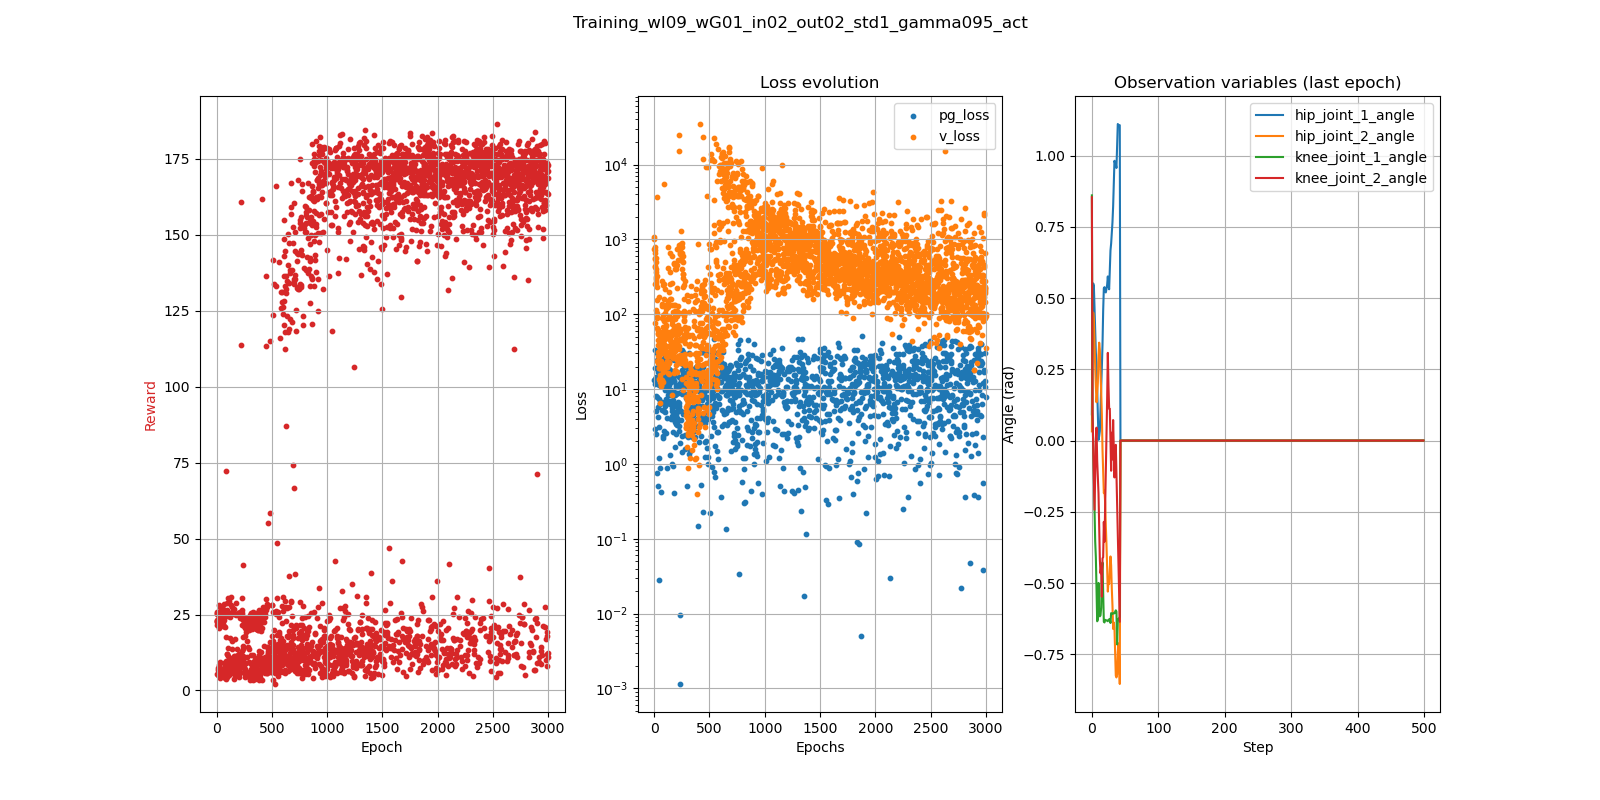 Training_wl09_wG01_in02_out02_std1_gamma095_act
Reward
175
150
125
100
75
50
25
0
0 500 1000 1500 2000 2500 3000
Epoch
Loss evolution
pg_loss
v_loss
Loss
10⁴
10³
10²
10¹
10⁰
10⁻¹
10⁻²
10⁻³
0 500 1000 1500 2000 2500 3000
Epochs
Observation variables (last epoch)
hip_joint_1_angle
hip_joint_2_angle
knee_joint_1_angle
knee_joint_2_angle
Angle (rad)
1.00
0.75
0.50
0.25
0.00
−0.25
−0.50
−0.75
0 100 200 300 400 500
Step